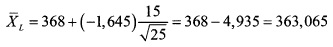 X̄_L = 368 + (−1,645) 15/√25 = 368 − 4,935 = 363,065